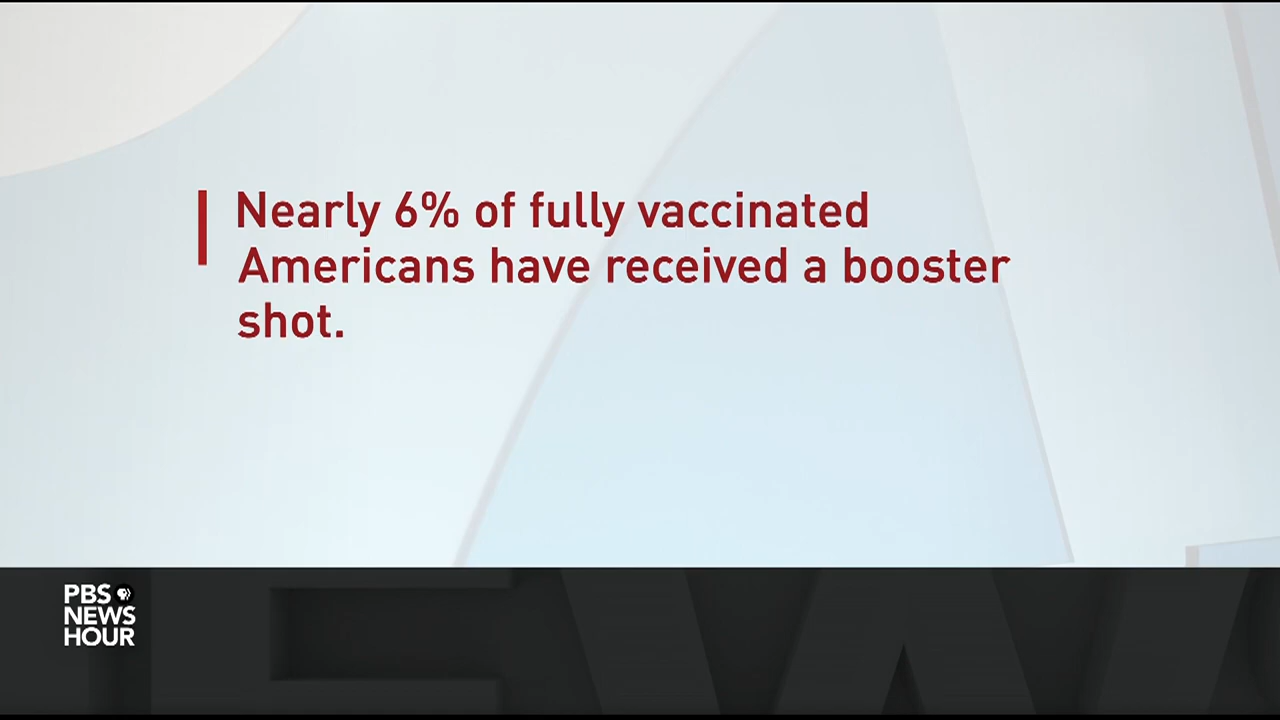 Nearly 6% of fully vaccinated
Americans have received a booster
shot.
PBS
NEWS
HOUR